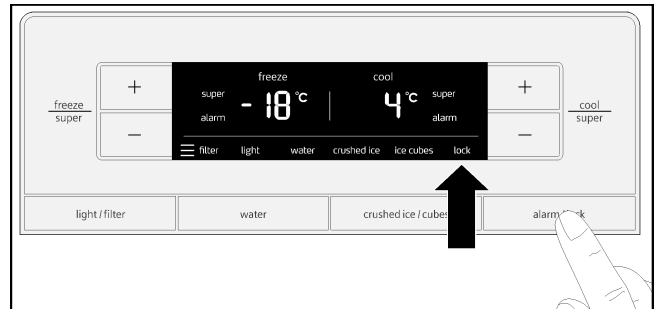 freeze
super
+
−
freeze cool
super - 18 °C 4 °C super
alarm alarm
filter light water crushed ice ice cubes lock
+
−
cool
super
light / filter water crushed ice / cubes alarm / lock